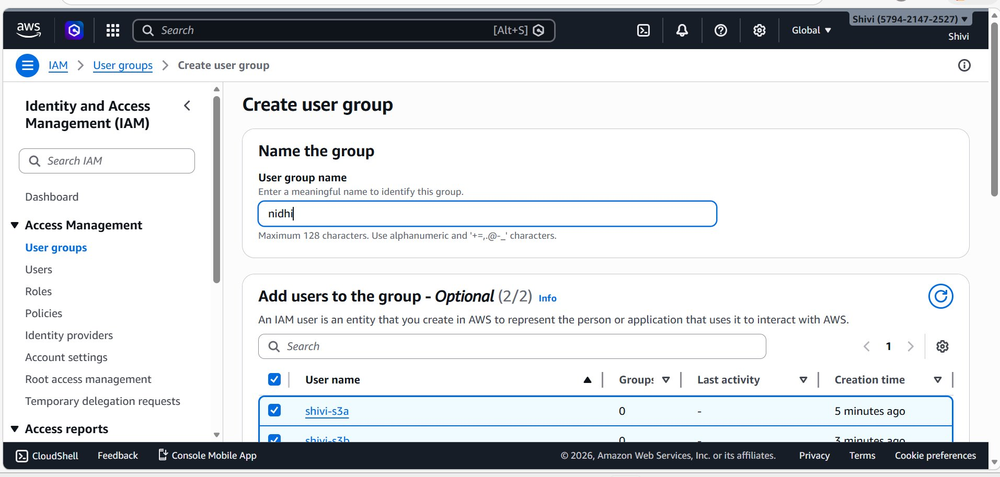 aws
Search [Alt+S]
Global
Shivi (5794-2147-2527)
Shivi
IAM
User groups
Create user group
Identity and Access
Management (IAM)
Search IAM
Dashboard
Access Management
User groups
Users
Roles
Policies
Identity providers
Account settings
Root access management
Temporary delegation requests
Access reports
Create user group
Name the group
User group name
Enter a meaningful name to identify this group.
nidhi
Maximum 128 characters. Use alphanumeric and '+=,.@-_' characters.
Add users to the group - Optional (2/2) Info
An IAM user is an entity that you create in AWS to represent the person or application that uses it to interact with AWS.
Search
1
User name Groups Last activity Creation time
shivi-s3a 0 - 5 minutes ago
shivi-s3b 0 - 3 minutes ago
CloudShell Feedback Console Mobile App © 2026, Amazon Web Services, Inc. or its affiliates. Privacy Terms Cookie preferences